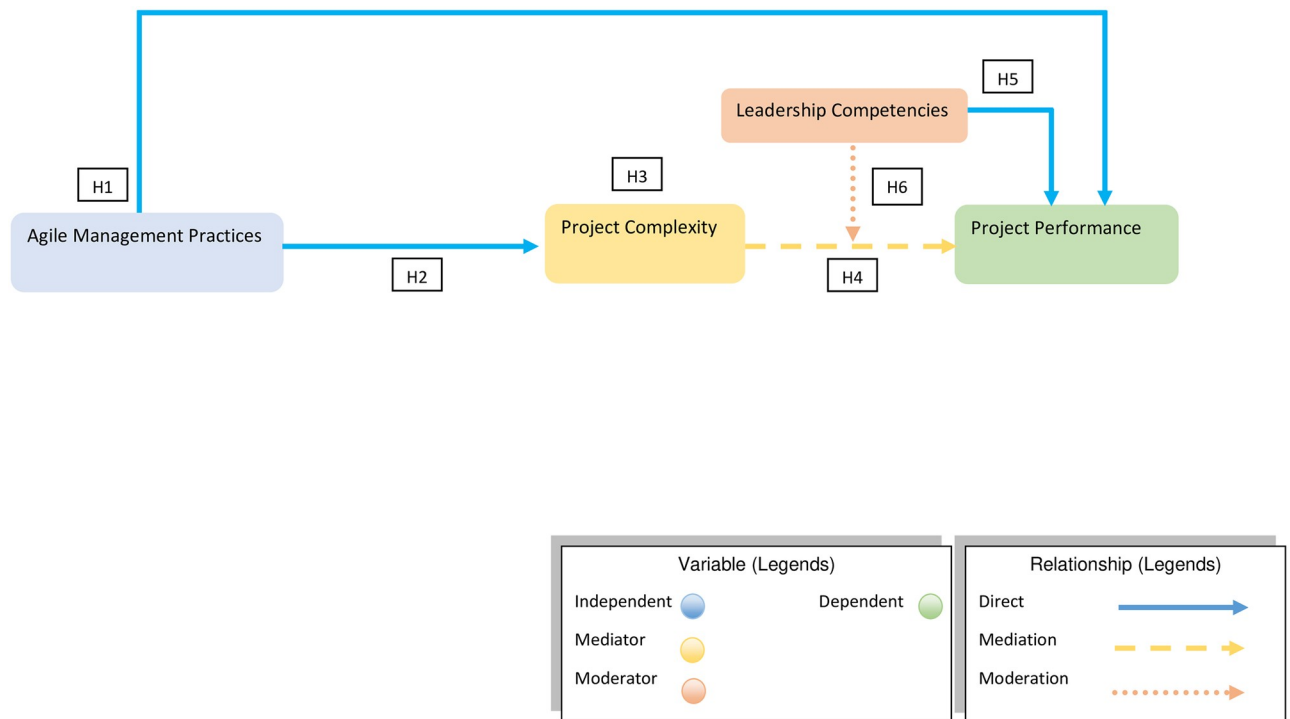 H5
Leadership Competencies
H3
H1
H6
Agile Management Practices
Project Complexity
Project Performance
H2
H4
Variable (Legends)
Independent
Dependent
Mediator
Moderator
Relationship (Legends)
Direct
Mediation
Moderation